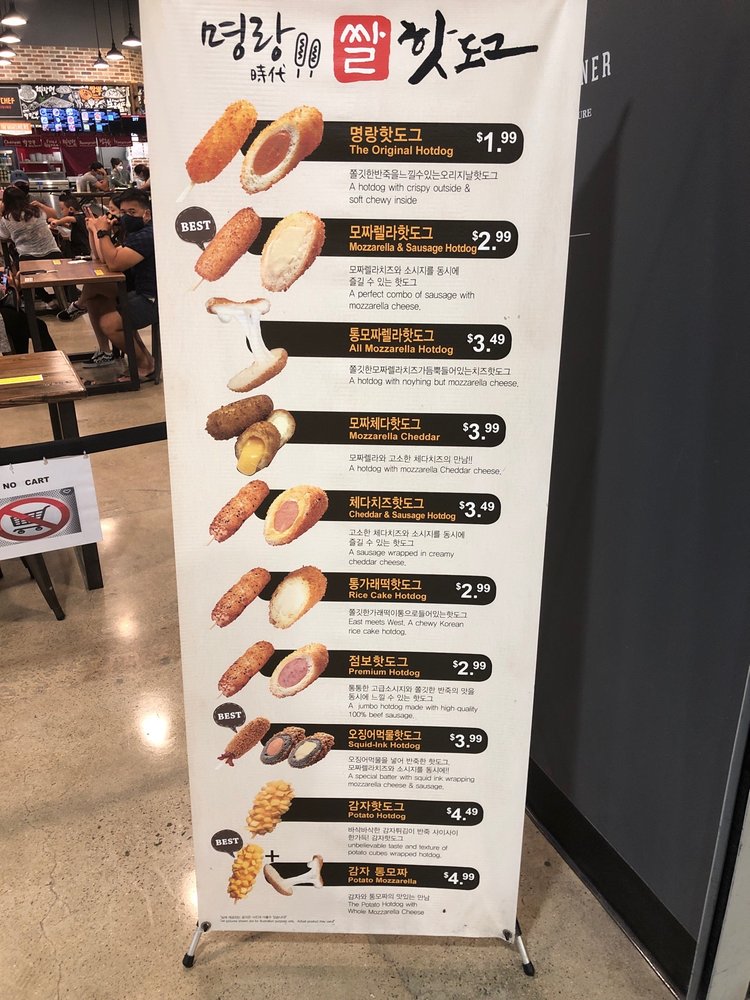 명랑 쌀 핫도그
時代
명랑핫도그
The Original Hotdog
$1.99
쫄깃한반죽을느낄수있는오리지날핫도그
A hotdog with crispy outside &
soft chewy inside
BEST
모짜렐라핫도그
Mozzarella & Sausage Hotdog
$2.99
모짜렐라치즈와 소시지를 동시에
즐길 수 있는 핫도그
A perfect combo of sausage with
mozzarella cheese.
통모짜렐라핫도그
All Mozzarella Hotdog
$3.49
쫄깃한모짜렐라치즈가듬뿍들어있는치즈핫도그
A hotdog with noyhing but mozzarella cheese.
모짜체다핫도그
Mozzarella Cheddar
$3.99
모짜렐라와 고소한 체다치즈의 만남!!
A hotdog with mozzarella Cheddar cheese.
체다치즈핫도그
Cheddar & Sausage Hotdog
$3.49
고소한 체다치즈와 소시지를 동시에
즐길 수 있는 핫도그
A sausage wrapped in creamy
cheddar cheese.
통가래떡핫도그
Rice Cake Hotdog
$2.99
쫄깃한가래떡이통으로들어있는핫도그
East meets West. A chewy Korean
rice cake hotdog.
점보핫도그
Premium Hotdog
$2.99
통통한 고급소시지와 쫄깃한 반죽의 맛을
동시에 느낄 수 있는 핫도그
A jumbo hotdog made with high quality
100% beef sausage.
BEST
오징어먹물핫도그
Squid-Ink Hotdog
$3.99
오징어먹물을 넣어 반죽한 핫도그,
모짜렐라치즈와 소시지를 동시에!!
A special batter with squid ink wrapping
mozzarella cheese & sausage.
감자핫도그
Potato Hotdog
$4.49
바삭바삭한 감자튀김이 반죽 사이사이
한가득! 감자핫도그
unbelievable taste and texture of
potato cubes wrapped hotdog.
BEST
+
감자 통모짜
Potato Mozzarella
$4.99
감자와 통모짜의 맛있는 만남
The Potato Hotdog with
Whole Mozzarella Cheese
NO CART
NER
URE